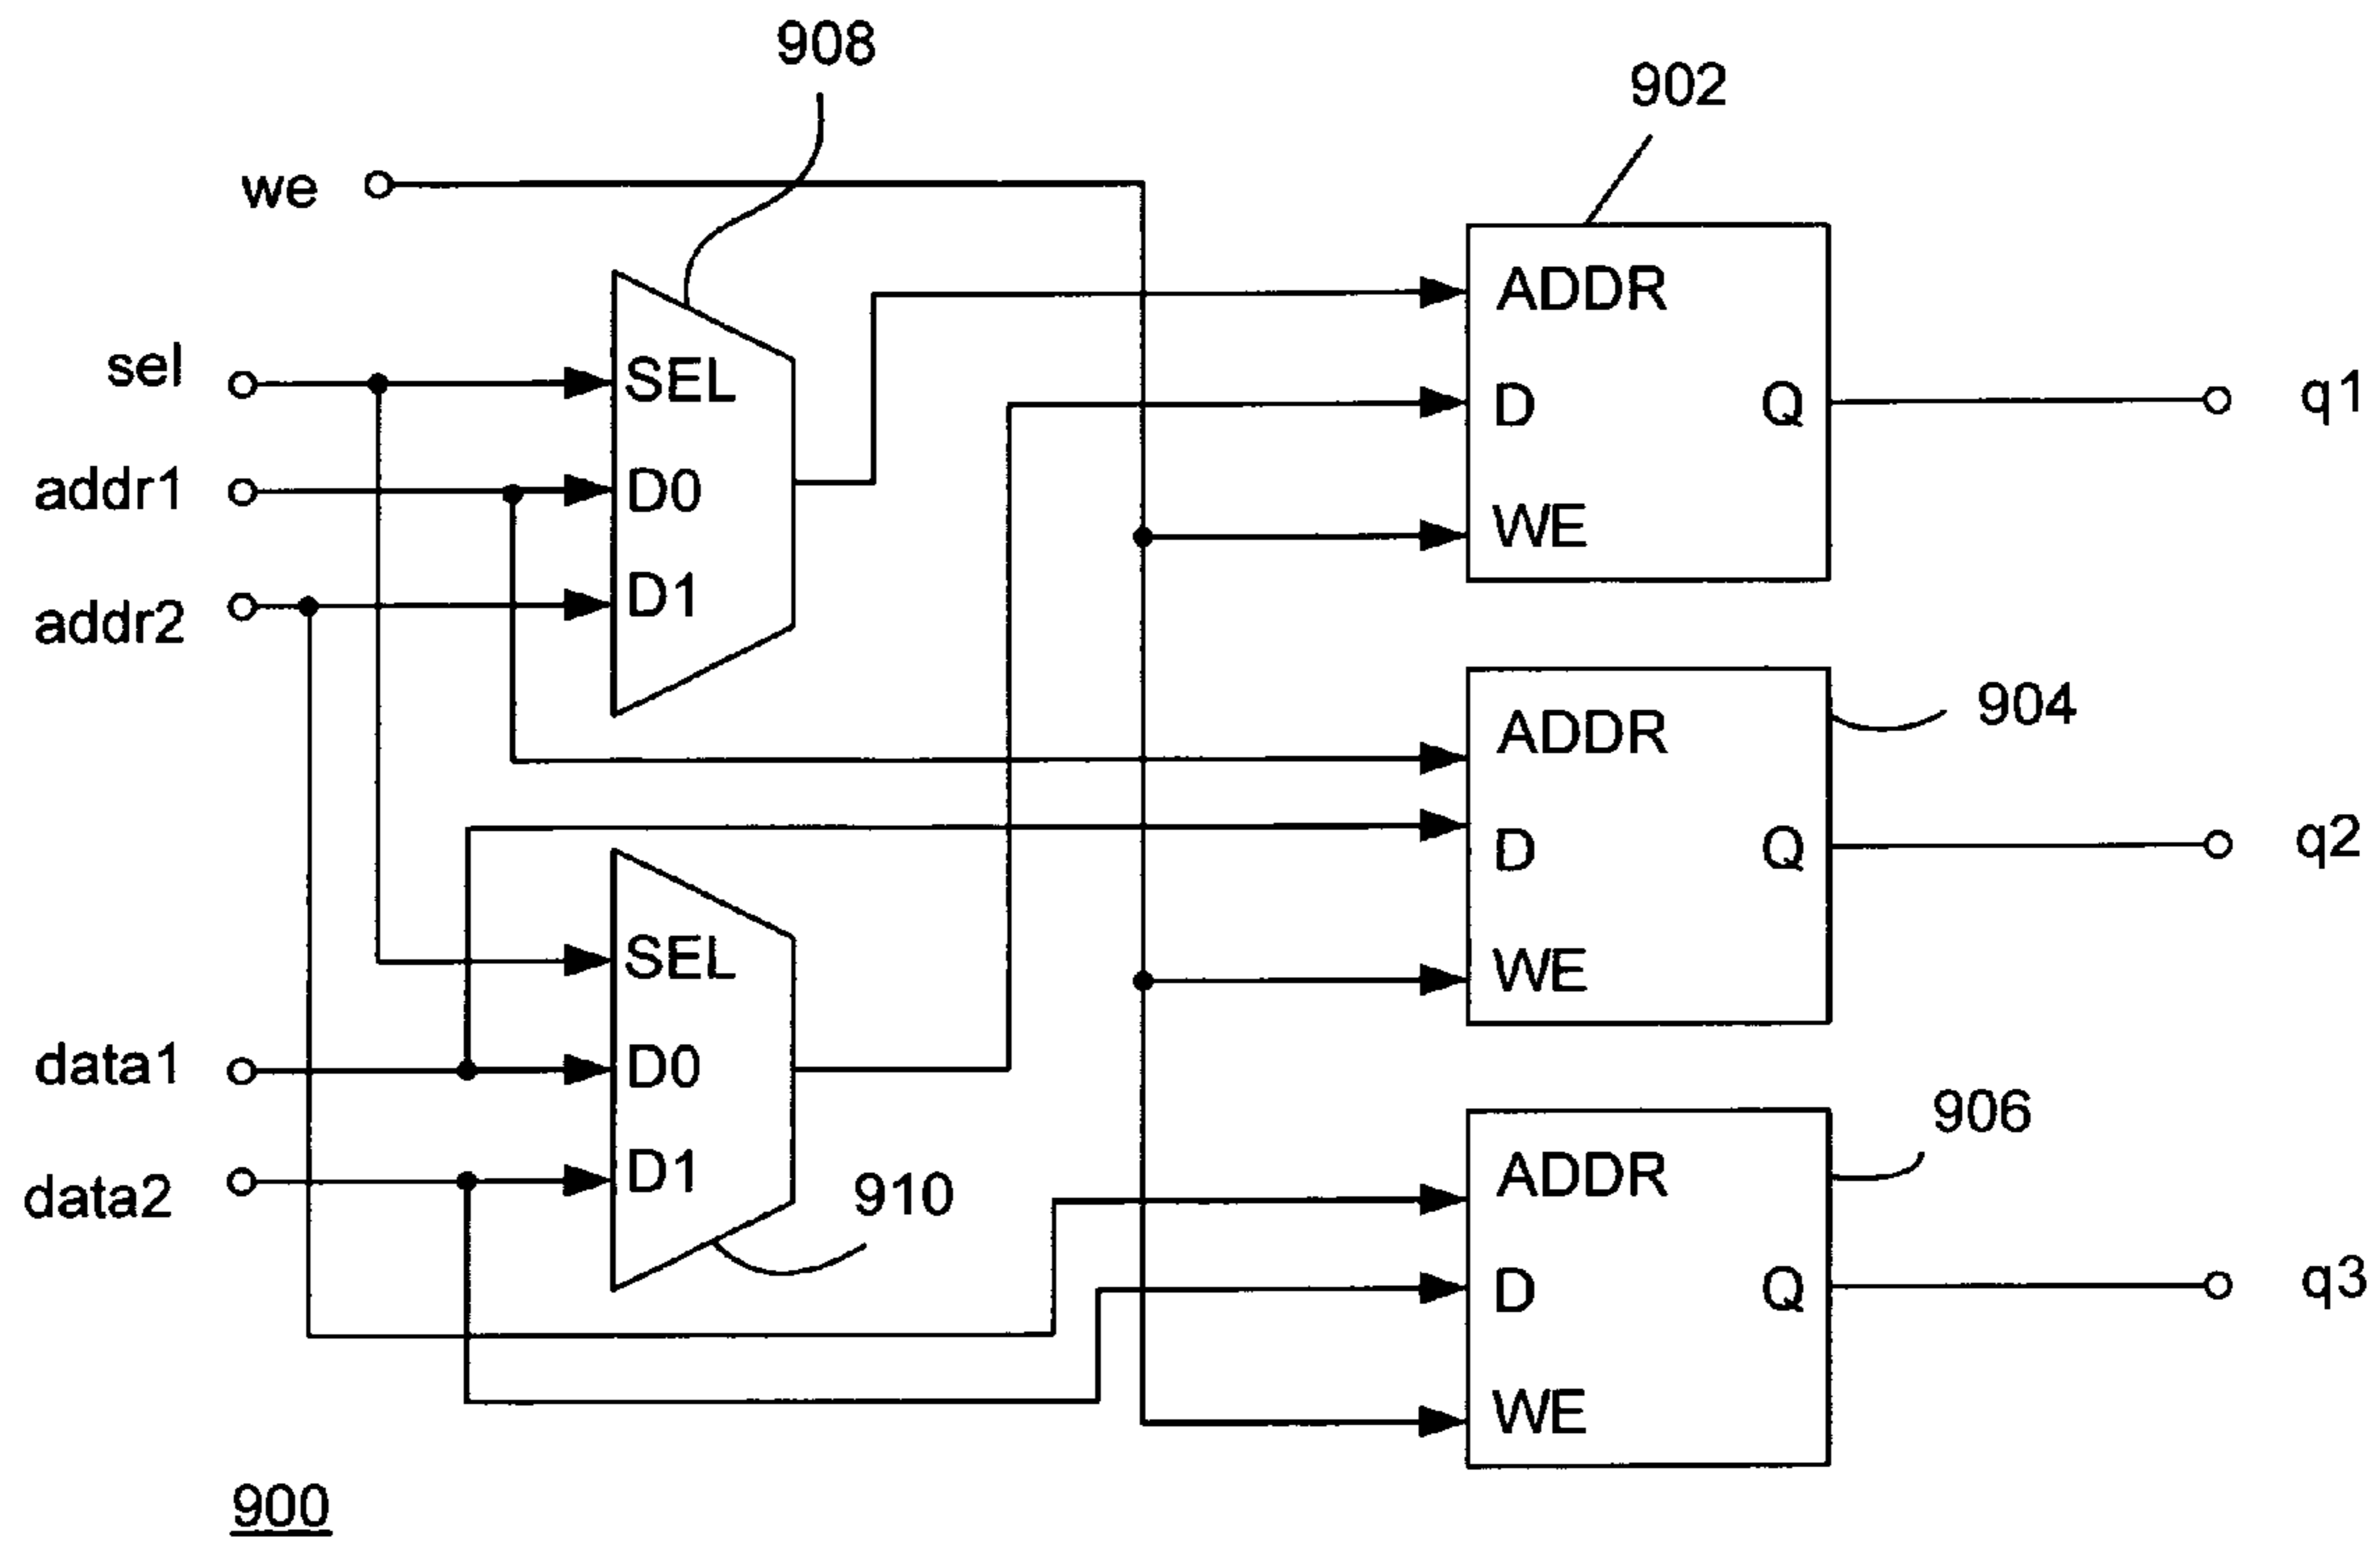 908
902
we
ADDR
sel
SEL
D
Q
q1
addr1
D0
WE
addr2
D1
904
ADDR
D
Q
q2
SEL
WE
data1
D0
906
data2
D1
910
ADDR
D
Q
q3
WE
900